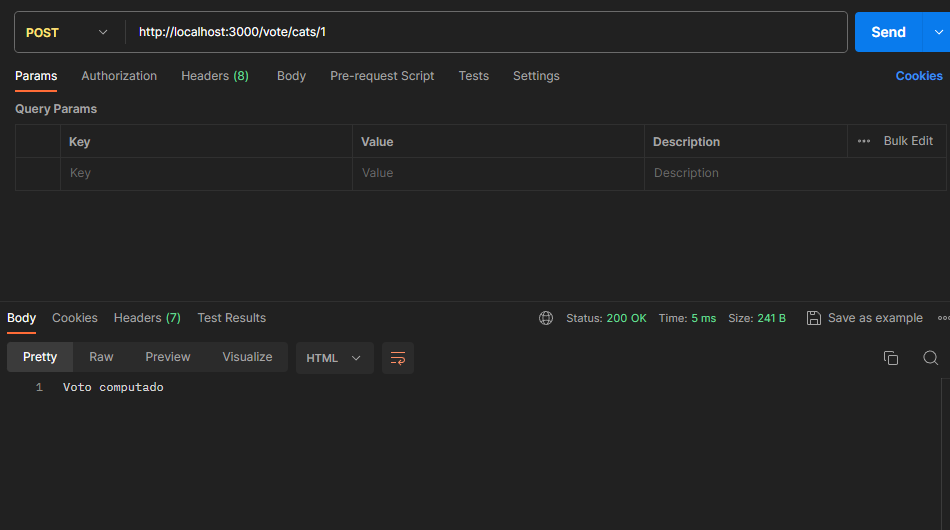 POST http://localhost:3000/vote/cats/1 Send
Params Authorization Headers (8) Body Pre-request Script Tests Settings Cookies
Query Params
Key Value Description Bulk Edit
Key Value Description
Body Cookies Headers (7) Test Results Status: 200 OK Time: 5 ms Size: 241 B Save as example
Pretty Raw Preview Visualize HTML
1 Voto computado